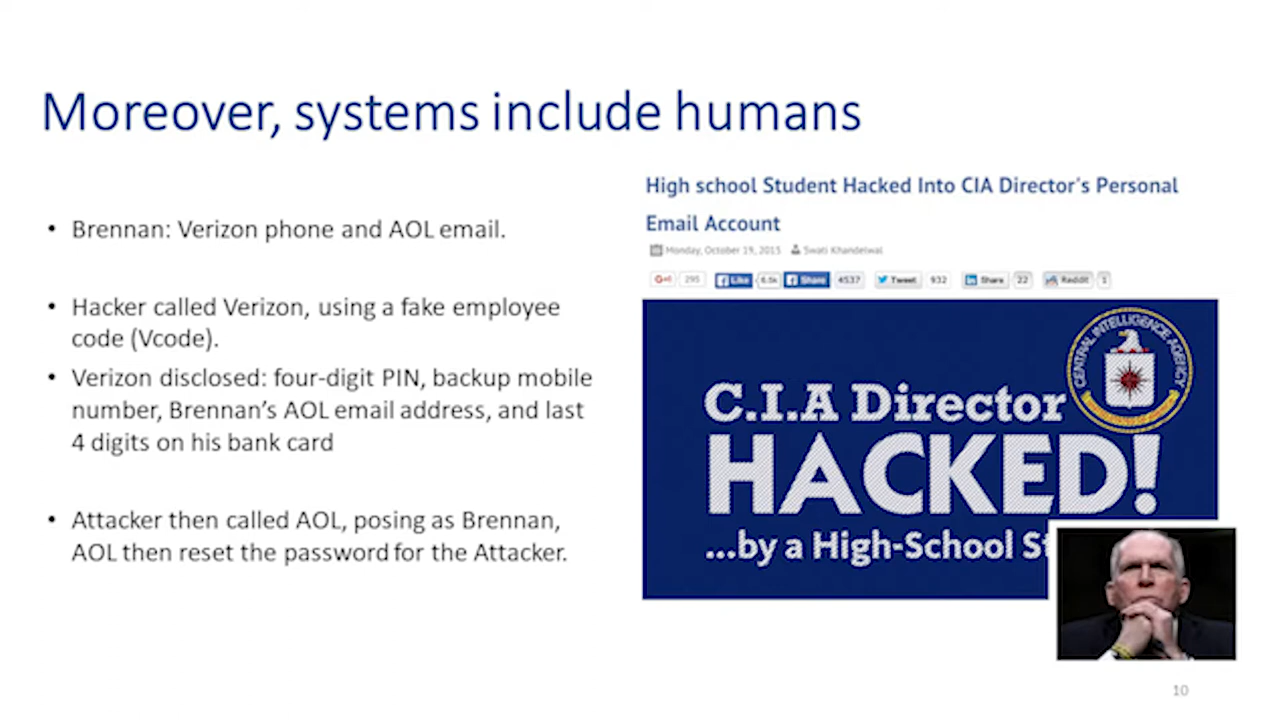 Moreover, systems include humans
• Brennan: Verizon phone and AOL email.
• Hacker called Verizon, using a fake employee
code (Vcode).
• Verizon disclosed: four-digit PIN, backup mobile
number, Brennan's AOL email address, and last
4 digits on his bank card
• Attacker then called AOL, posing as Brennan,
AOL then reset the password for the Attacker.
High school Student Hacked Into CIA Director's Personal
Email Account
Monday, October 19, 2015 Swati Khandelwal
G+1 295 Like 6.5k Share 4537 Tweet 932 Share 22 Reddit 1
CENTRAL INTELLIGENCE AGENCY
C.I.A Director
HACKED!
...by a High-School St
10